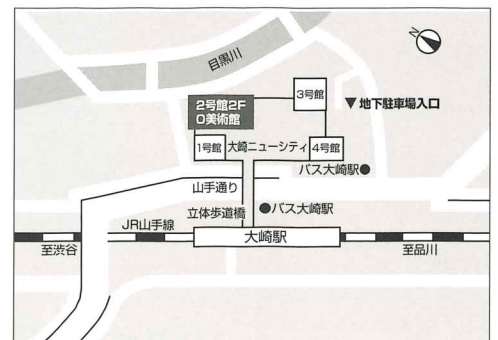 N
目黒川
3号館
2号館2F
O美術館
▼地下駐車場入口
1号館
大崎ニューシティ
4号館
バス大崎駅●
山手通り
立体歩道橋
●バス大崎駅
JR山手線
大崎駅
至渋谷
至品川